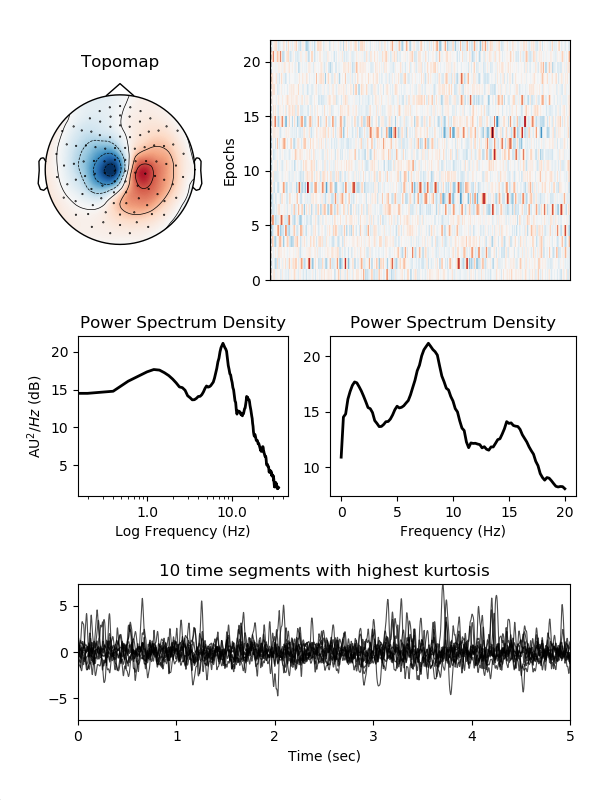 Topomap
Epochs
20
15
10
5
0
Power Spectrum Density
AU²/Hz (dB)
20
15
10
5
1.0 10.0
Log Frequency (Hz)
Power Spectrum Density
20
15
10
0 5 10 15 20
Frequency (Hz)
10 time segments with highest kurtosis
5
0
−5
0 1 2 3 4 5
Time (sec)